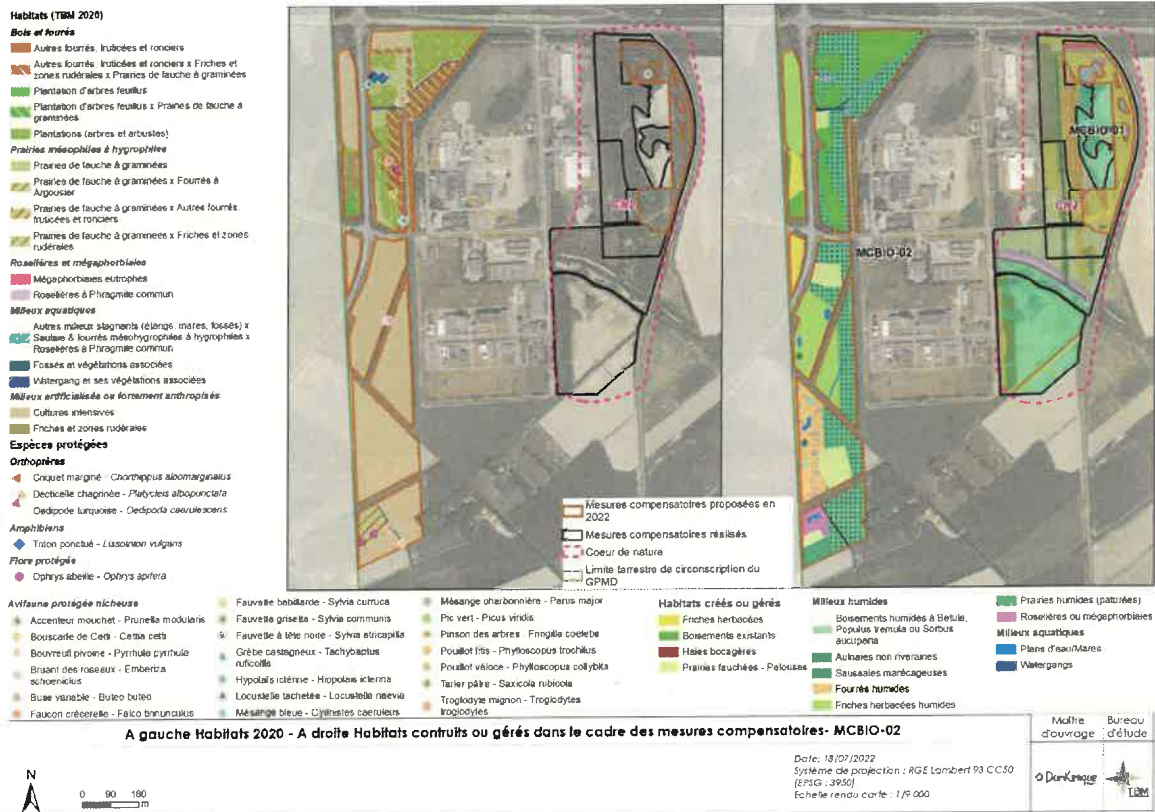 Habitats (TBM 2020)
Bois et fourrés
Autres fourrés, fruticées et ronciers
Autres fourrés, fruticées et ronciers x Friches et
zones rudérales x Prairies de fauche à graminées
Plantation d'arbres feuillus
Plantation d'arbres feuillus x Prairies de fauche à
graminées
Plantations (arbres et arbustes)
Prairies mésophiles à hygrophiles
Prairies de fauche à graminées
Prairies de fauche à graminées x Fourrés à
Argousier
Prairies de fauche à graminées x Autres fourrés,
fruticées et ronciers
Prairies de fauche à graminées x Friches et zones
rudérales
Roselières et mégaphorbiaies
Mégaphorbiaies eutrophes
Roselières à Phragmite commun
Milieux aquatiques
Autres milieux stagnants (étangs, mares, fossés) x
Saulaie & fourrés mésohygrophiles à hygrophiles x
Roselières à Phragmite commun
Fossés et végétations associées
Watergang et ses végétations associées
Milieux artificialisés ou fortement anthropisés
Cultures intensives
Friches et zones rudérales
Espèces protégées
Orthoptères
Criquet marginé - Chorthippus albomarginatus
Decticelle chagrinée - Platycleis albopunctata
Oedipode turquoise - Oedipoda caerulescens
Amphibiens
Triton ponctué - Lissotriton vulgaris
Flore protégée
Ophrys abeille - Ophrys apifera
CN2
MCBIO-01
CN2
MCBIO-02
Mesures compensatoires proposées en
2022
Mesures compensatoires réalisés
Coeur de nature
Limite terrestre de circonscription du
GPMD
Avifaune protégée nicheuse
Accenteur mouchet - Prunella modularis
Bouscarle de Cetti - Cettia cetti
Bouvreuil pivoine - Pyrrhula pyrrhula
Bruant des roseaux - Emberiza
schoeniclus
Buse variable - Buteo buteo
Faucon crécerelle - Falco tinnunculus
Fauvette babillarde - Sylvia curruca
Fauvette grisette - Sylvia communis
Fauvette à tête noire - Sylvia atricapilla
Grèbe castagneux - Tachybaptus
ruficollis
Hypolaïs ictérine - Hippolais icterina
Locustelle tachetée - Locustella naevia
Mésange bleue - Cyanistes caeruleus
Mésange charbonnière - Parus major
Pic vert - Picus viridis
Pinson des arbres - Fringilla coelebs
Pouillot fitis - Phylloscopus trochilus
Pouillot véloce - Phylloscopus collybita
Tarier pâtre - Saxicola rubicola
Troglodyte mignon - Troglodytes
troglodytes
Habitats créés ou gérés
Friches herbacées
Boisements existants
Haies bocagères
Prairies fauchées - Pelouses
Milieux humides
Boisements humides à Betula,
Populus tremula ou Sorbus
aucuparia
Aulnaies non riveraines
Saussaies marécageuses
Fourrés humides
Friches herbacées humides
Prairies humides (paturées)
Roselières ou mégaphorbiaies
Milieux aquatiques
Plans d'eau/Mares
Watergangs
A gauche Habitats 2020 - A droite Habitats contruits ou gérés dans le cadre des mesures compensatoires- MCBIO-02
N
0 90 180
m
Date: 18/07/2022
Système de projection : RGE Lambert 93 CC50
(EPSG : 3950)
Echelle rendu carte : 1/9 000
Maître
d'ouvrage
Bureau
d'étude
Dunkerque
TBM